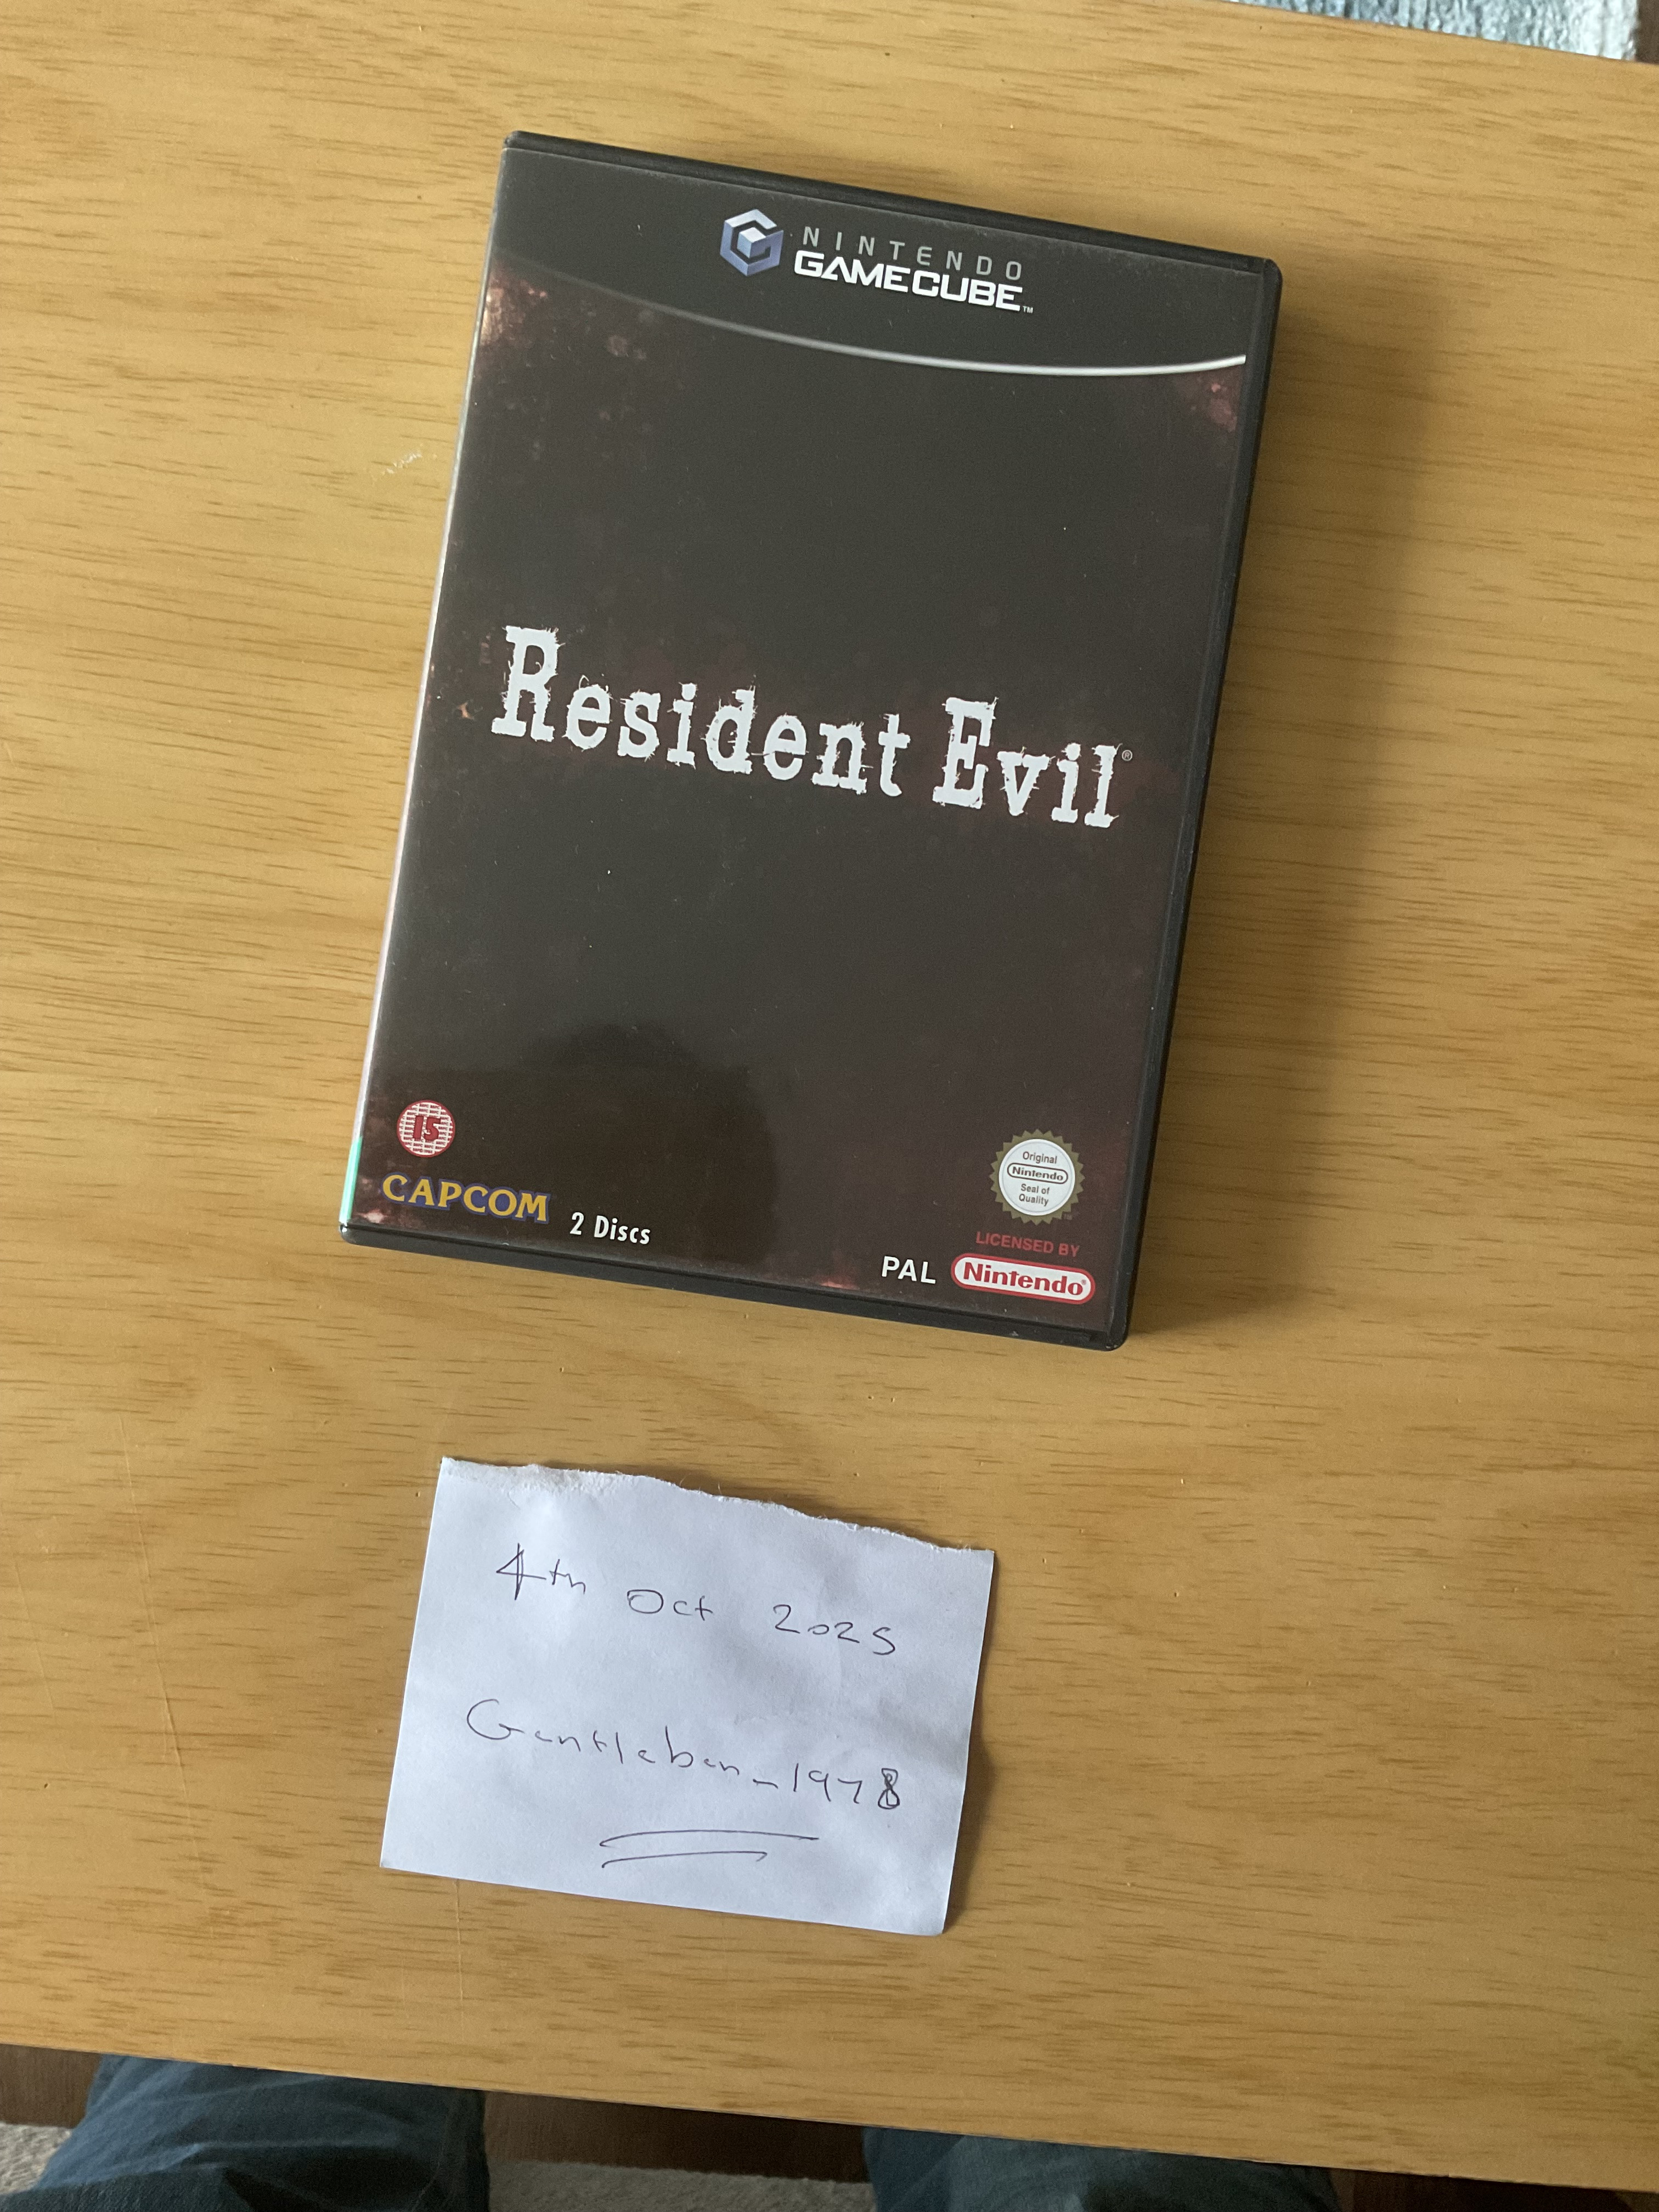 NINTENDO
GAMECUBE™
Resident Evil®
15
CAPCOM
2 Discs
Original
Nintendo
Seal of
Quality
LICENSED BY
PAL
Nintendo®
4th Oct 2025
Gentleben_1978